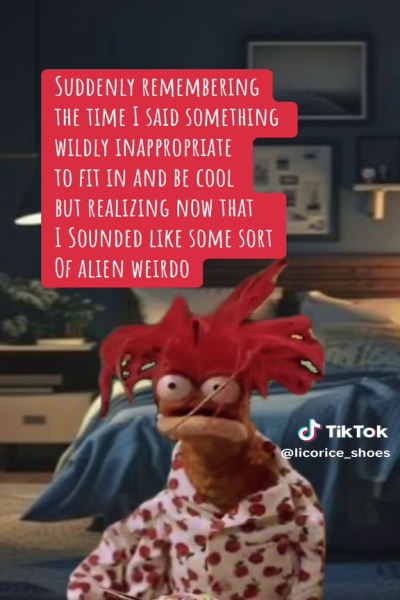 Suddenly remembering
the time I said something
wildly inappropriate
to fit in and be cool
but realizing now that
I Sounded like some sort
Of alien weirdo
TikTok
@licorice_shoes